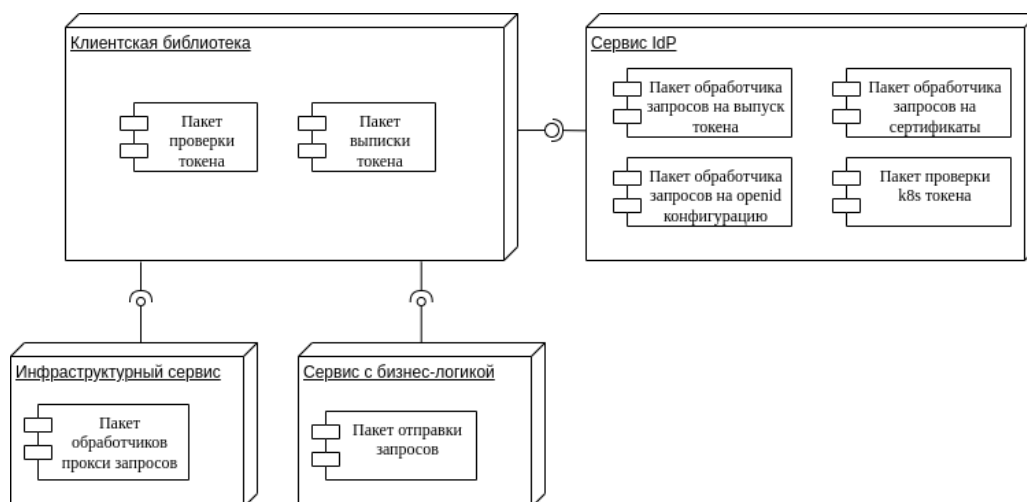 Клиентская библиотека
Пакет
проверки
токена
Пакет
выписки
токена
Сервис IdP
Пакет обработчика
запросов на выпуск
токена
Пакет обработчика
запросов на
сертификаты
Пакет обработчика
запросов на openid
конфигурацию
Пакет проверки
k8s токена
Инфраструктурный сервис
Пакет
обработчиков
прокси запросов
Сервис с бизнес-логикой
Пакет отправки
запросов